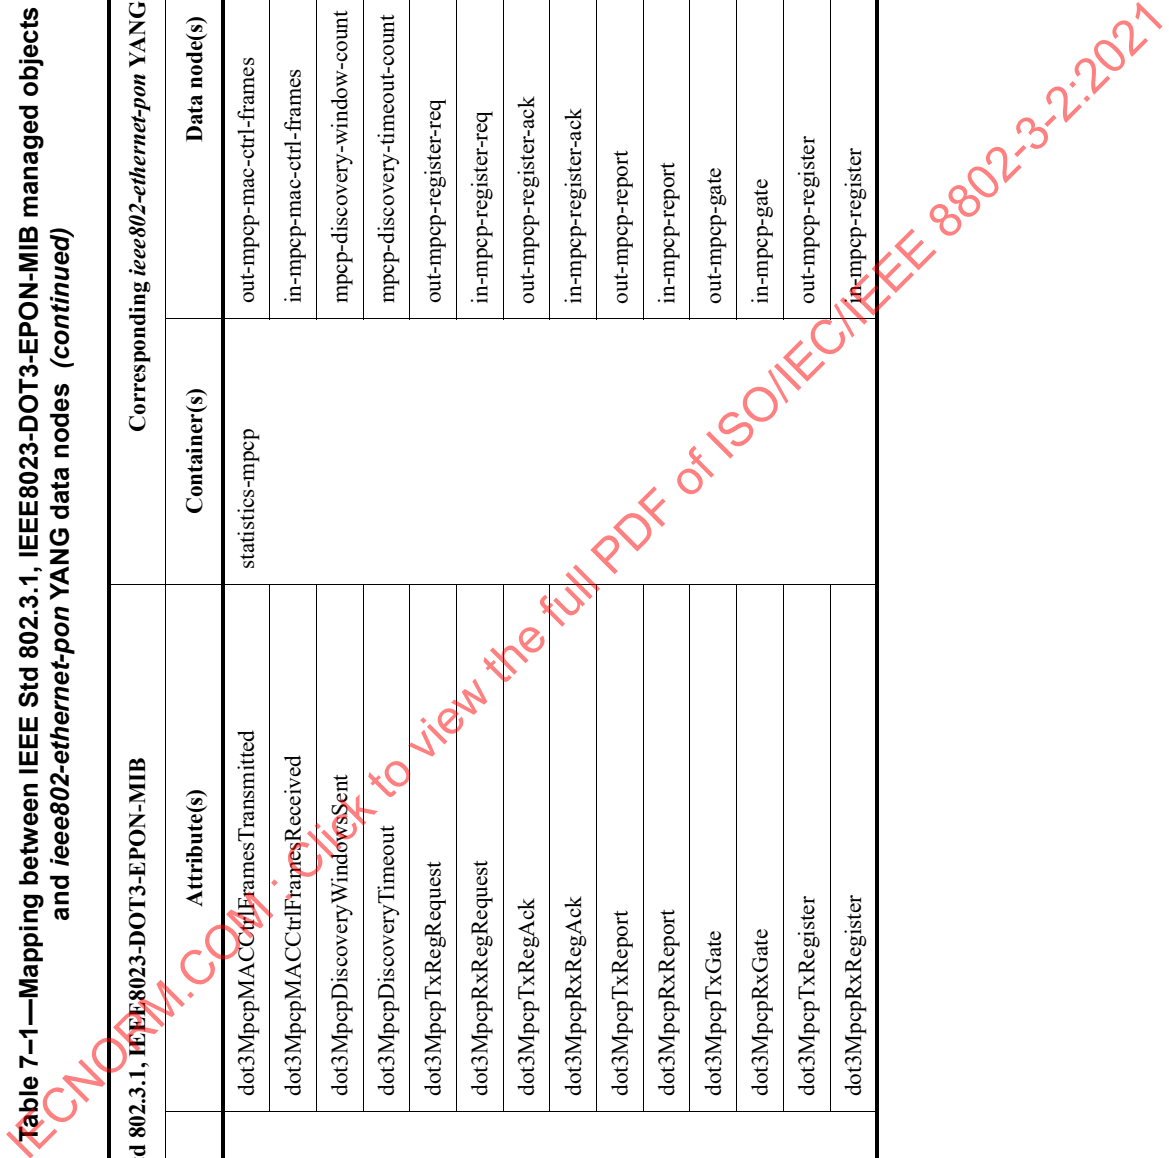 Table 7–1—Mapping between IEEE Std 802.3.1, IEEE8023-DOT3-EPON-MIB managed objects
and ieee802-ethernet-pon YANG data nodes (continued)
d 802.3.1, IEEE8023-DOT3-EPON-MIB Corresponding ieee802-ethernet-pon YANG
Attribute(s) Container(s) Data node(s)
dot3MpcpMACCtrlFramesTransmitted statistics-mpcp out-mpcp-mac-ctrl-frames
dot3MpcpMACCtrlFramesReceived in-mpcp-mac-ctrl-frames
dot3MpcpDiscoveryWindowsSent mpcp-discovery-window-count
dot3MpcpDiscoveryTimeout mpcp-discovery-timeout-count
dot3MpcpTxRegRequest out-mpcp-register-req
dot3MpcpRxRegRequest in-mpcp-register-req
dot3MpcpTxRegAck out-mpcp-register-ack
dot3MpcpRxRegAck in-mpcp-register-ack
dot3MpcpTxReport out-mpcp-report
dot3MpcpRxReport in-mpcp-report
dot3MpcpTxGate out-mpcp-gate
dot3MpcpRxGate in-mpcp-gate
dot3MpcpTxRegister out-mpcp-register
dot3MpcpRxRegister in-mpcp-register
IECNORM.COM : Click to view the full PDF of ISO/IEC/IEEE 8802-3-2:2021